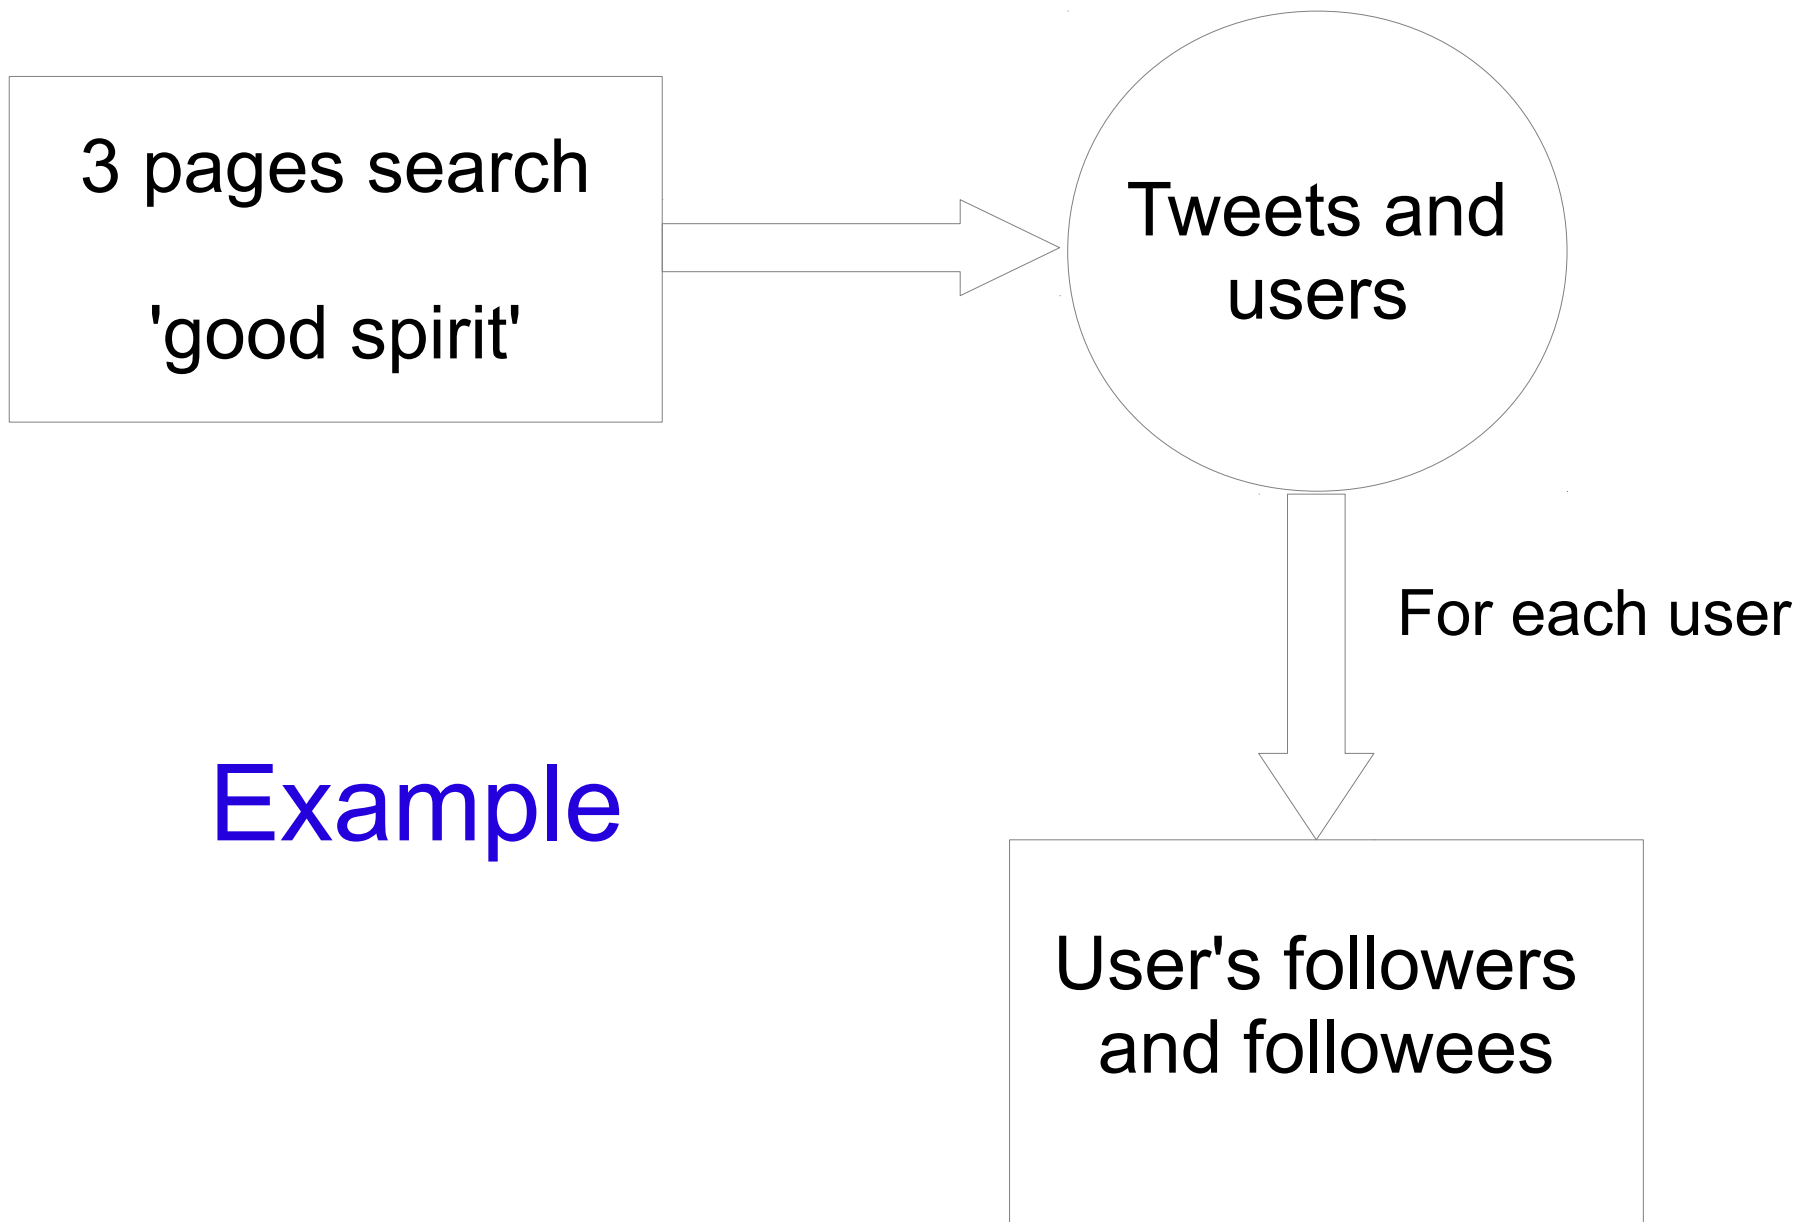 3 pages search
'good spirit'
Tweets and
users
For each user
Example
User's followers
and followees